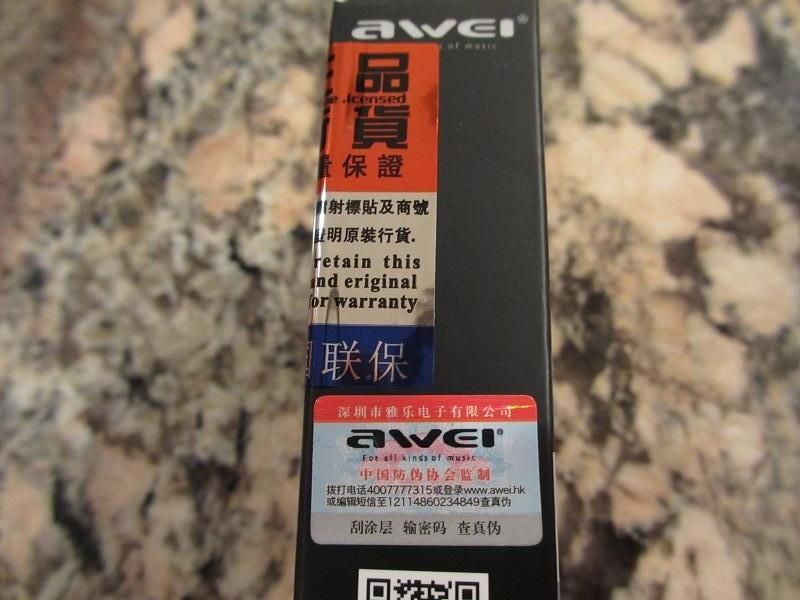 awei®
of music
品
.lcensed
貨
保證
射標貼及商號
明原裝行貨.
retain this
and eriginal
or warranty
联保
深圳市雅乐电子有限公司
awei®
For all kinds of music
中国防伪协会监制
拨打电话4007777315或登录www.awei.hk
或编辑短信至12114860234849查真伪
刮涂层 输密码 查真伪